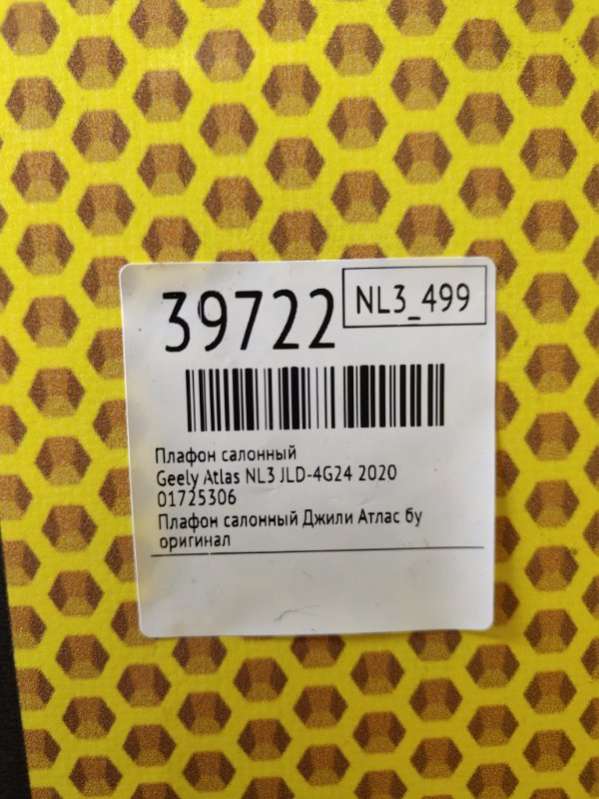 39722
NL3_499
Плафон салонный
Geely Atlas NL3 JLD-4G24 2020
01725306
Плафон салонный Джили Атлас бу
оригинал